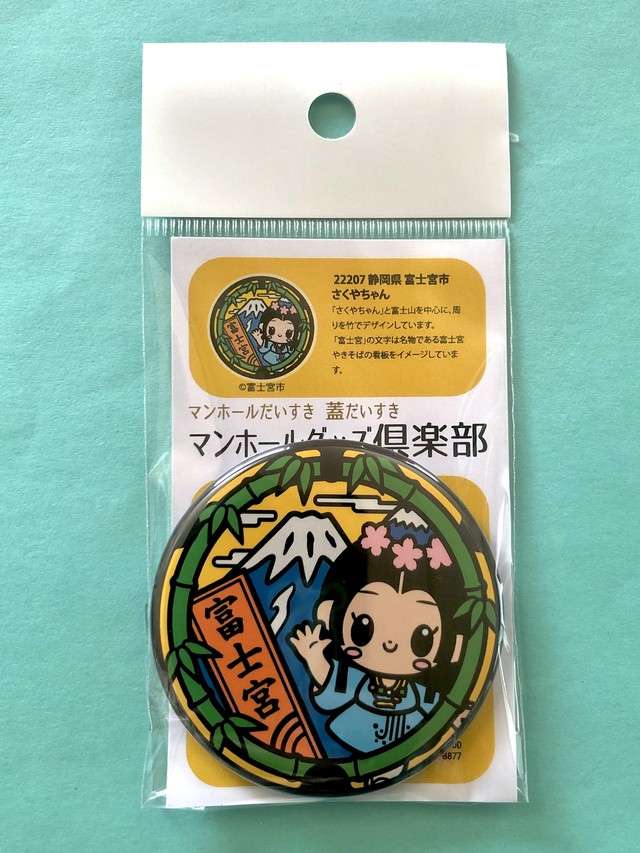 22207 静岡県 富士宮市
さくやちゃん
「さくやちゃん」と富士山を中心に、周
りを竹でデザインしています。
「富士宮」の文字は名物である富士宮
やきそばの看板をイメージしていま
す。
富士宮
©富士宮市
マンホールだいすき 蓋だいすき
マンホールグッズ倶楽部
富士宮
00
8877